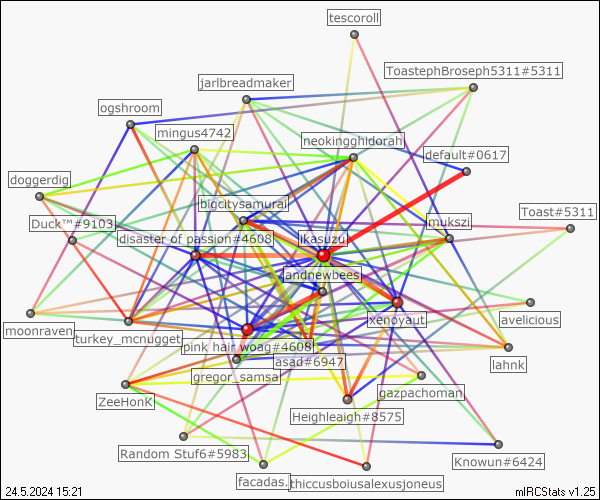 tescoroll
ToastephBroseph5311#5311
jarlbreadmaker
ogshroom
mingus4742
neokingghidorah
default#0617
doggerdig
bigcitysamurai
Toast#5311
Duck™#9103
mukszi
disaster of passion#4608
ikasuzu
andnewbees
avelicious
xenoyaut
moonraven
turkey_mcnugget
pink hair woag#4608
asad#6947
lahnk
gregor_samsa
gazpachoman
ZeeHonk
Heighleigh#8575
Random Stuf6#5983
Knowun#6424
facadas.
thiccusboiusalexusjoneus
24.5.2024 15:21
mIRCStats v1.25